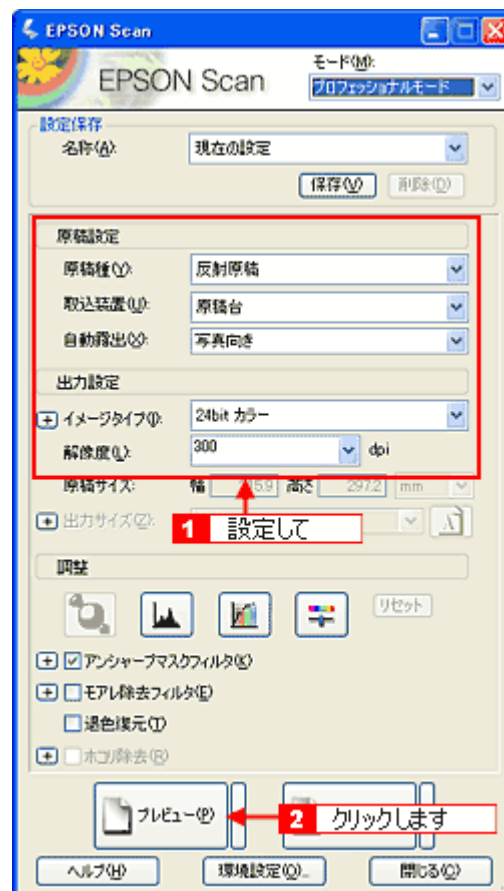 EPSON Scan
EPSON Scan
モード(M):
プロフェッショナルモード
設定保存
名称(A):
現在の設定
保存(V) 削除(D)
原稿設定
原稿種(Y): 反射原稿
取込装置(U): 原稿台
自動露出(X): 写真向き
出力設定
イメージタイプ(I): 24bit カラー
解像度(L): 300 dpi
原稿サイズ: 幅 高さ 297.2 mm
出力サイズ(Z):
1 設定して
調整
リセット
アンシャープマスクフィルタ(K)
モアレ除去フィルタ(E)
退色復元(T)
ホコリ除去(R)
プレビュー(P) 2 クリックします
ヘルプ(H) 環境設定(O)... 閉じる(C)